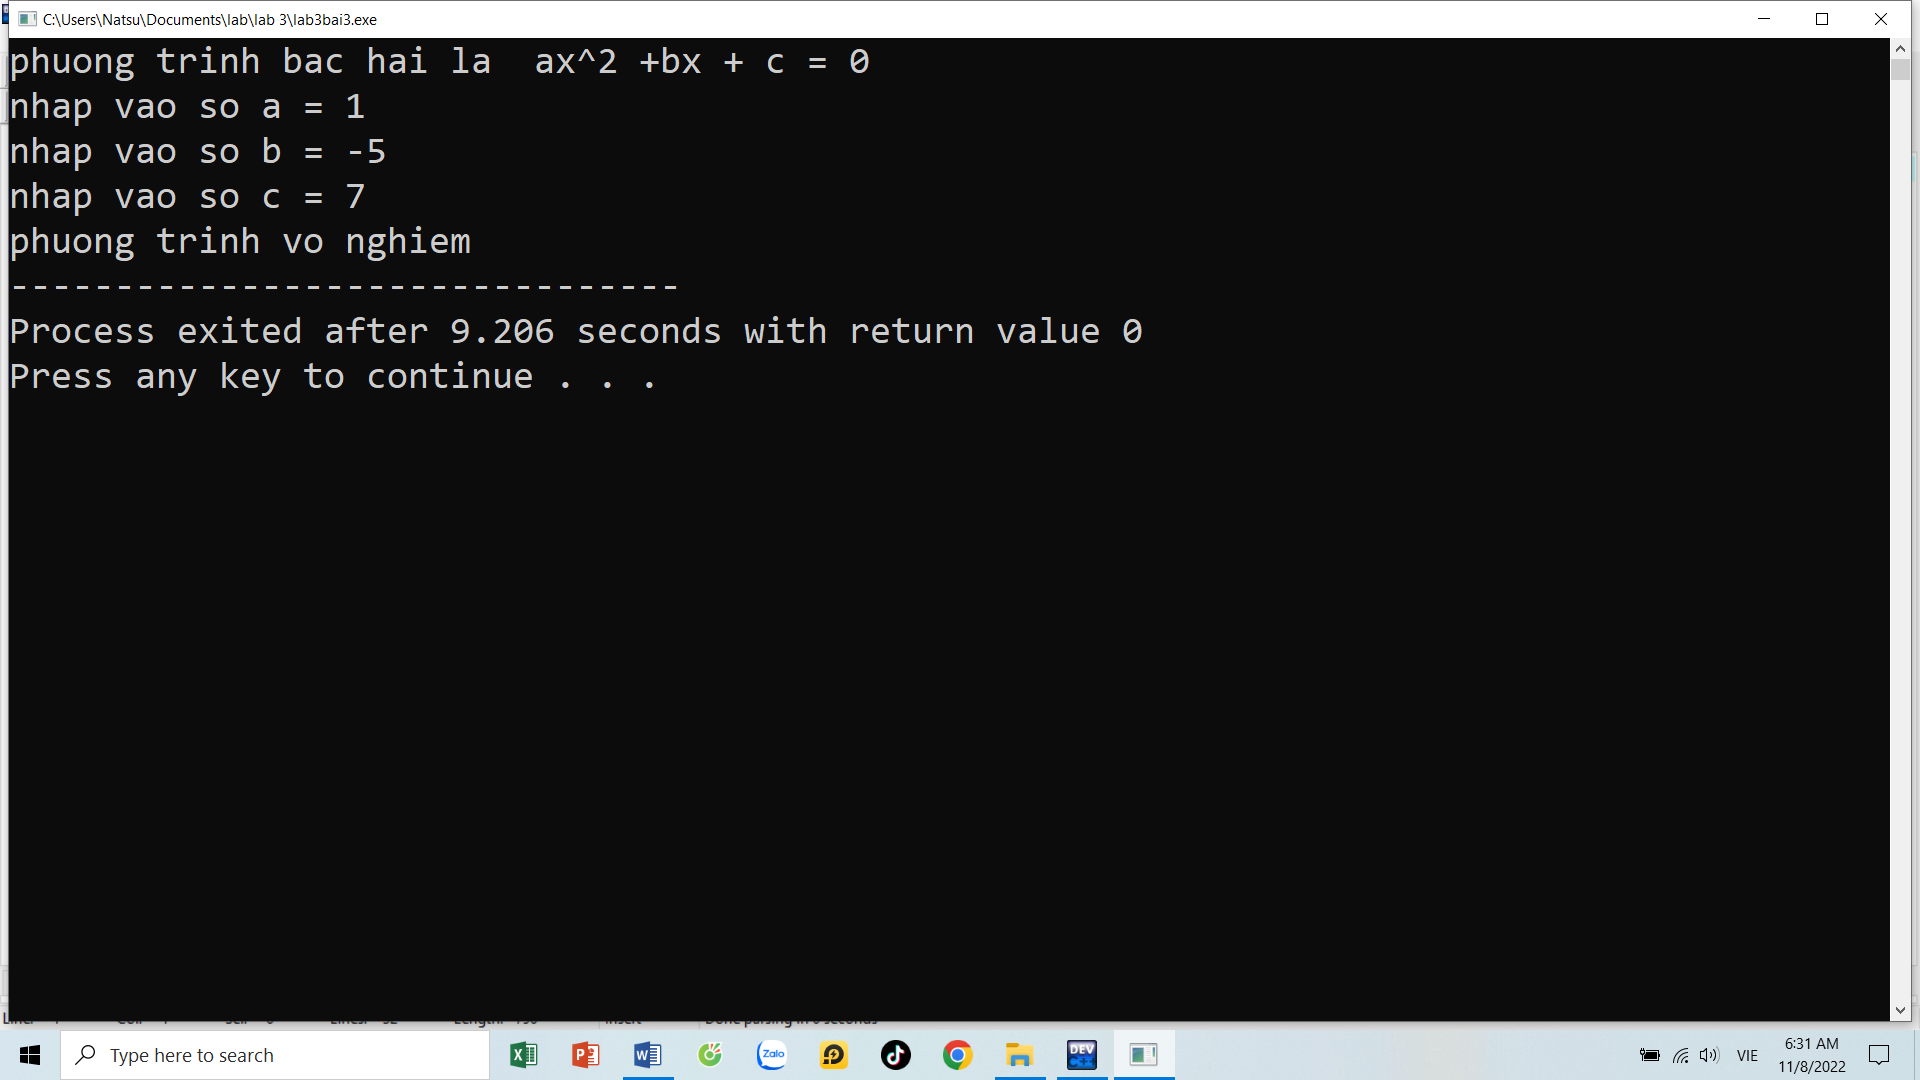 C:\Users\Natsu\Documents\lab\lab 3\lab3bai3.exe
phuong trinh bac hai la  ax^2 +bx + c = 0
nhap vao so a = 1
nhap vao so b = -5
nhap vao so c = 7
phuong trinh vo nghiem
--------------------------------
Process exited after 9.206 seconds with return value 0
Press any key to continue . . .
Type here to search
Zalo
DEV
VIE
6:31 AM
11/8/2022